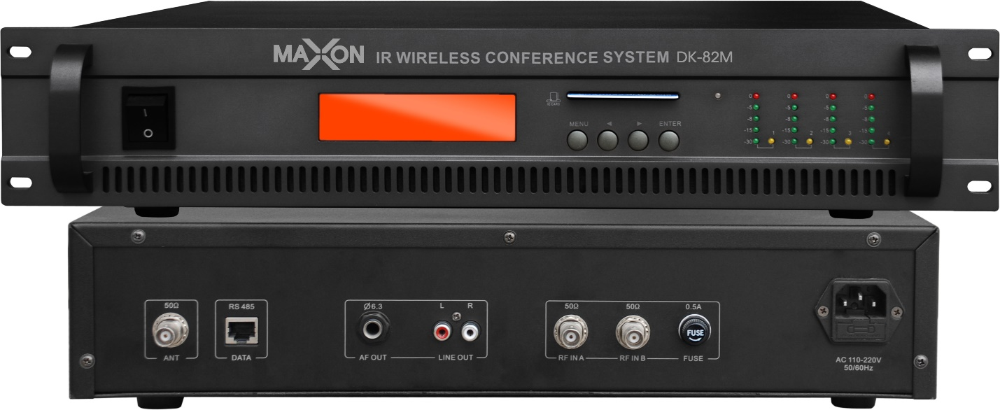 MAXON IR WIRELESS CONFERENCE SYSTEM DK-82M
IC CARD
MENU ◄ ► ENTER
0 0 0 0
-5 -5 -5 -5
-8 -8 -8 -8
-15 -15 -15 -15
-30 1 -30 2 -30 3 -30 4
50Ω RS 485 Ø6.3 L R 50Ω 50Ω 0.5A
FUSE
ANT DATA AF OUT LINE OUT RF IN A RF IN B FUSE
AC 110-220V
50/60Hz